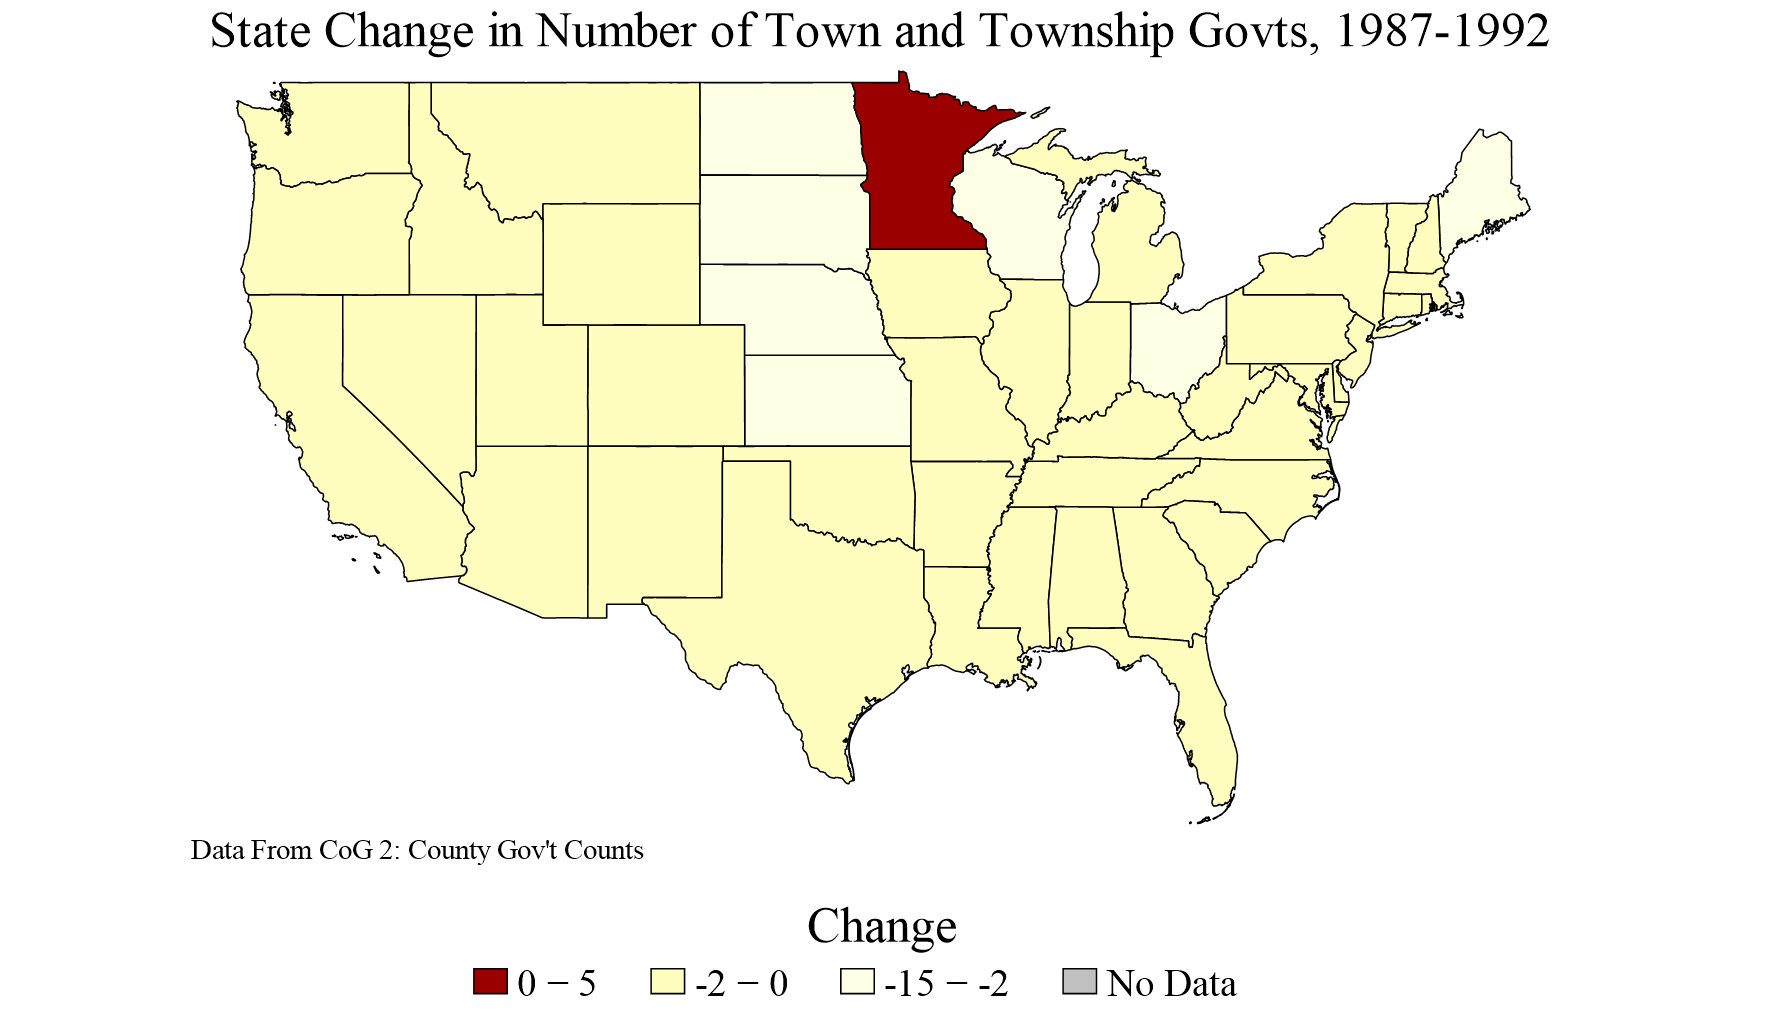 State Change in Number of Town and Township Govts, 1987-1992
Data From CoG 2: County Gov't Counts
Change
0 − 5 -2 − 0 -15 − -2 No Data